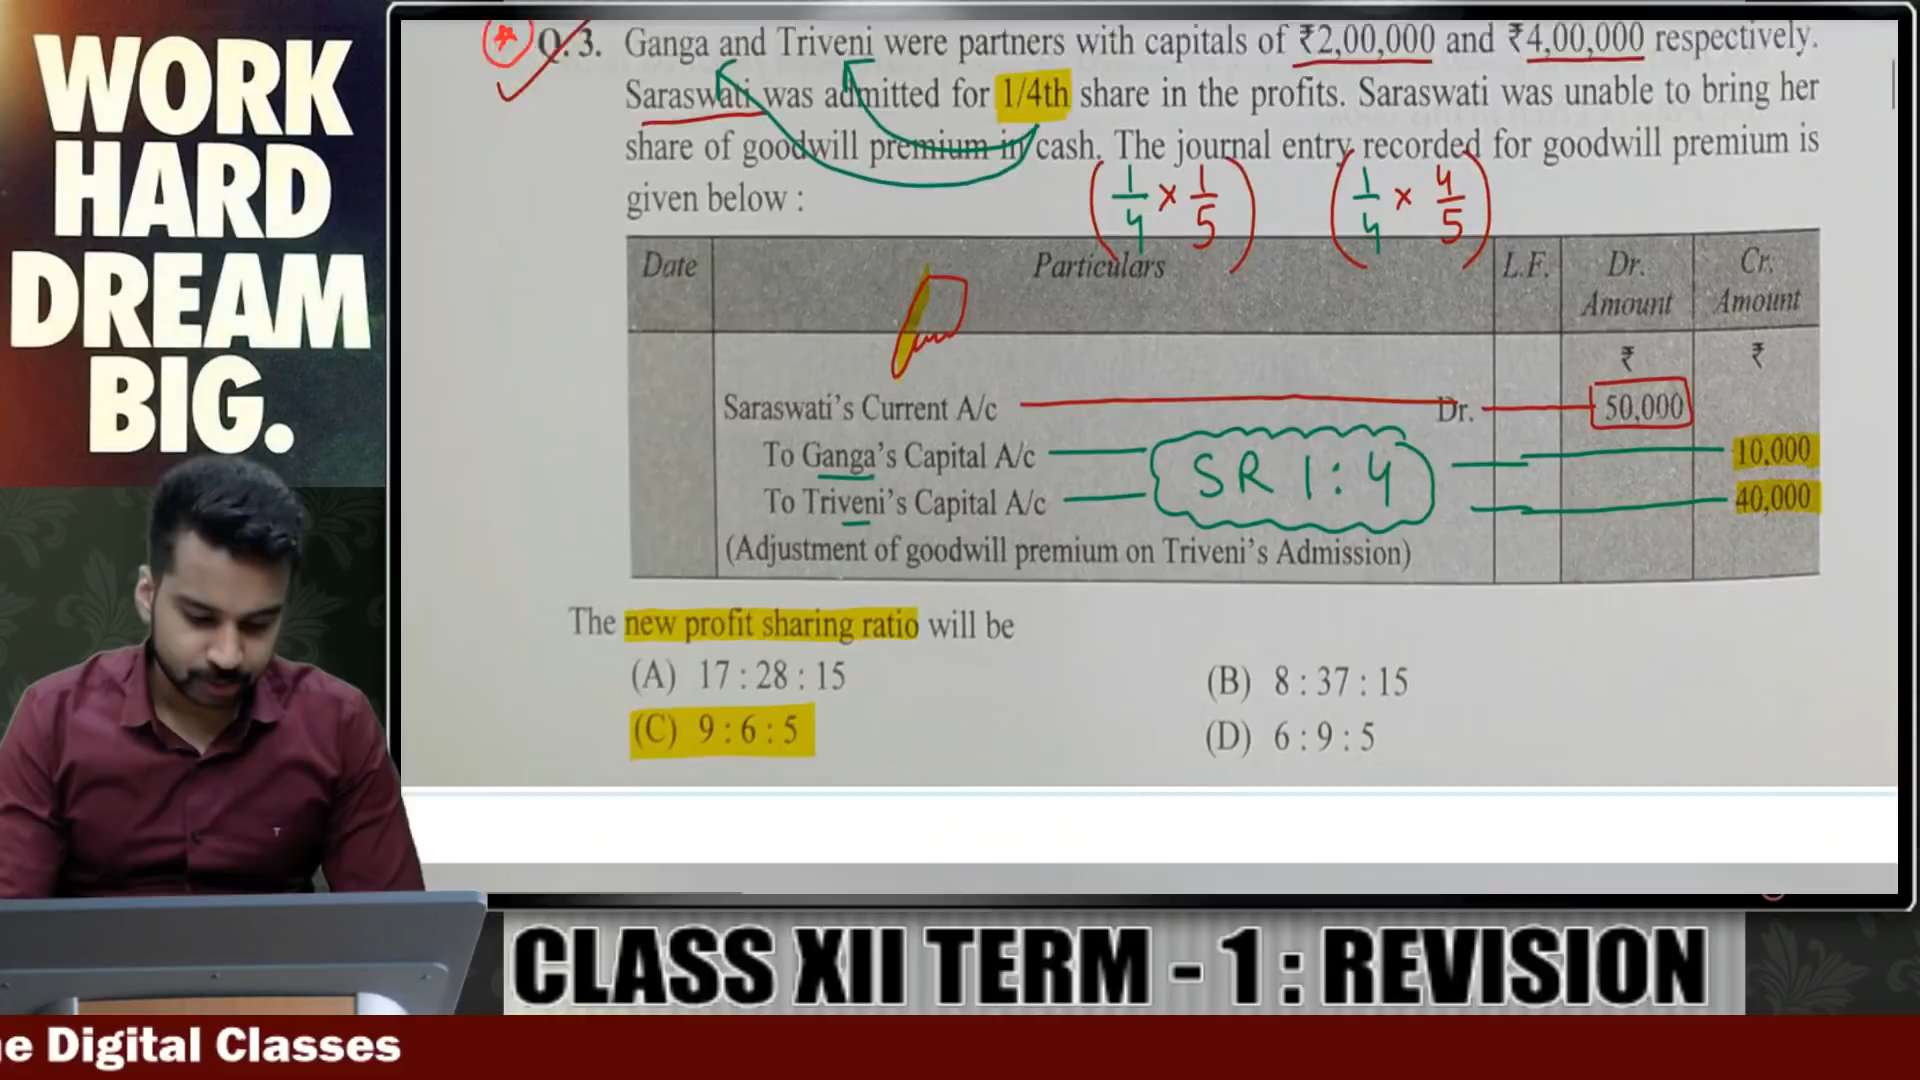 WORK
HARD
DREAM
BIG.
Q. 3. Ganga and Triveni were partners with capitals of ₹2,00,000 and ₹4,00,000 respectively.
Saraswati was admitted for 1/4th share in the profits. Saraswati was unable to bring her
share of goodwill premium in cash. The journal entry recorded for goodwill premium is
given below :
(1/4 × 1/5) (1/4 × 4/5)
Date Particulars L.F. Dr. Amount Cr. Amount
₹ ₹
Saraswati's Current A/c Dr. 50,000
To Ganga's Capital A/c 10,000
SR 1 : 4
To Triveni's Capital A/c 40,000
(Adjustment of goodwill premium on Triveni's Admission)
The new profit sharing ratio will be
(A) 17 : 28 : 15 (B) 8 : 37 : 15
(C) 9 : 6 : 5 (D) 6 : 9 : 5
T
CLASS XII TERM - 1 : REVISION
e Digital Classes